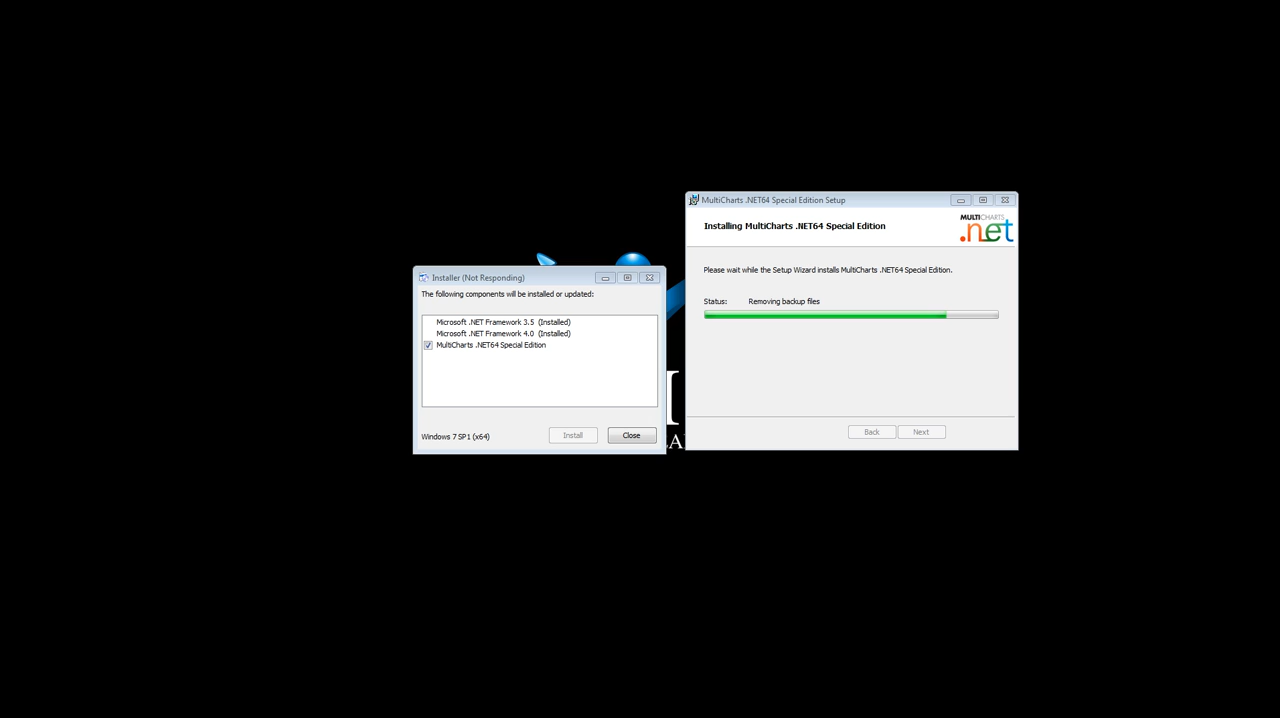 Installer (Not Responding)
The following components will be installed or updated:
Microsoft .NET Framework 3.5 (Installed)
Microsoft .NET Framework 4.0 (Installed)
MultiCharts .NET64 Special Edition
Windows 7 SP1 (x64)
Install
Close
MultiCharts .NET64 Special Edition Setup
Installing MultiCharts .NET64 Special Edition
MULTICHARTS
.net
Please wait while the Setup Wizard installs MultiCharts .NET64 Special Edition.
Status: Removing backup files
Back
Next